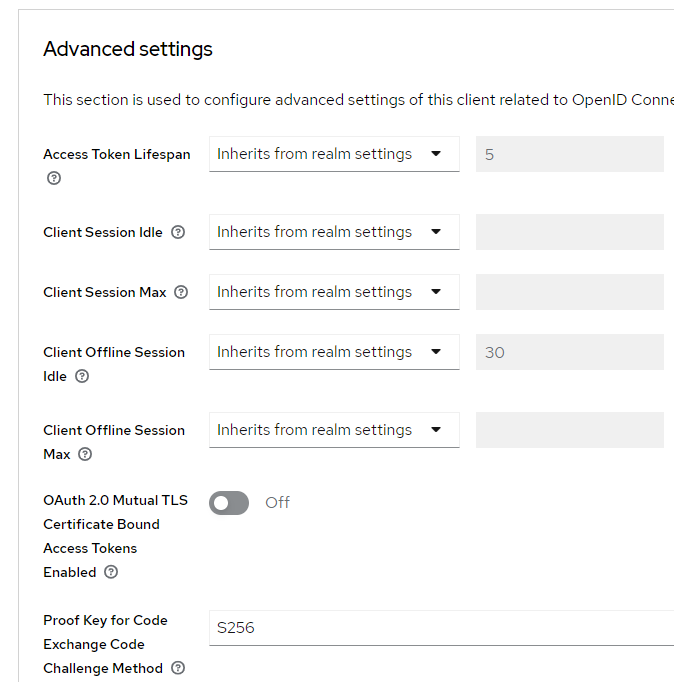 Advanced settings
This section is used to configure advanced settings of this client related to OpenID Conne
Access Token Lifespan
Inherits from realm settings
5
Client Session Idle
Inherits from realm settings
Client Session Max
Inherits from realm settings
Client Offline Session
Idle
Inherits from realm settings
30
Client Offline Session
Max
Inherits from realm settings
OAuth 2.0 Mutual TLS
Certificate Bound
Access Tokens
Enabled
Off
Proof Key for Code
Exchange Code
Challenge Method
S256